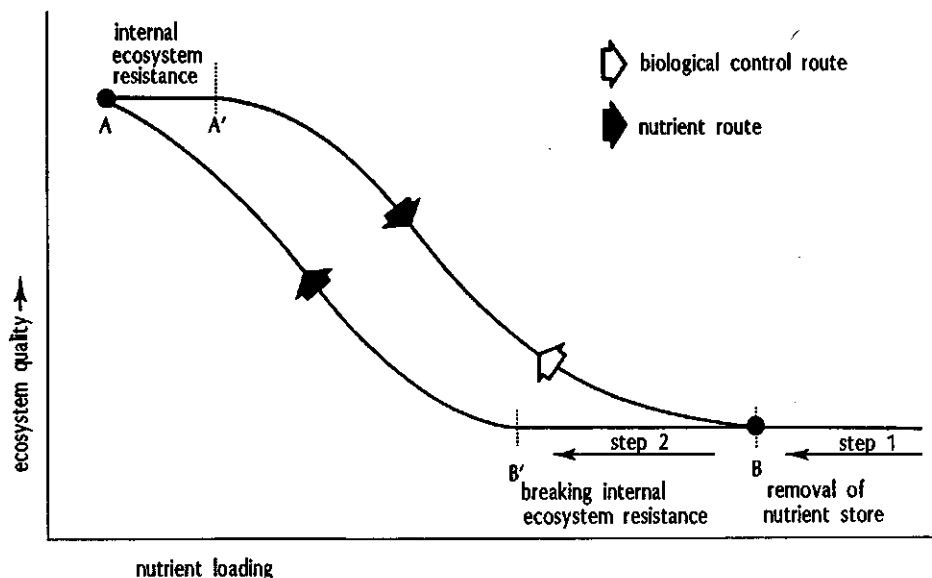 internal
ecosystem
resistance
biological control route
nutrient route
A
A'
ecosystem quality
step 2
step 1
B'
B
breaking internal
ecosystem resistance
removal of
nutrient store
nutrient loading